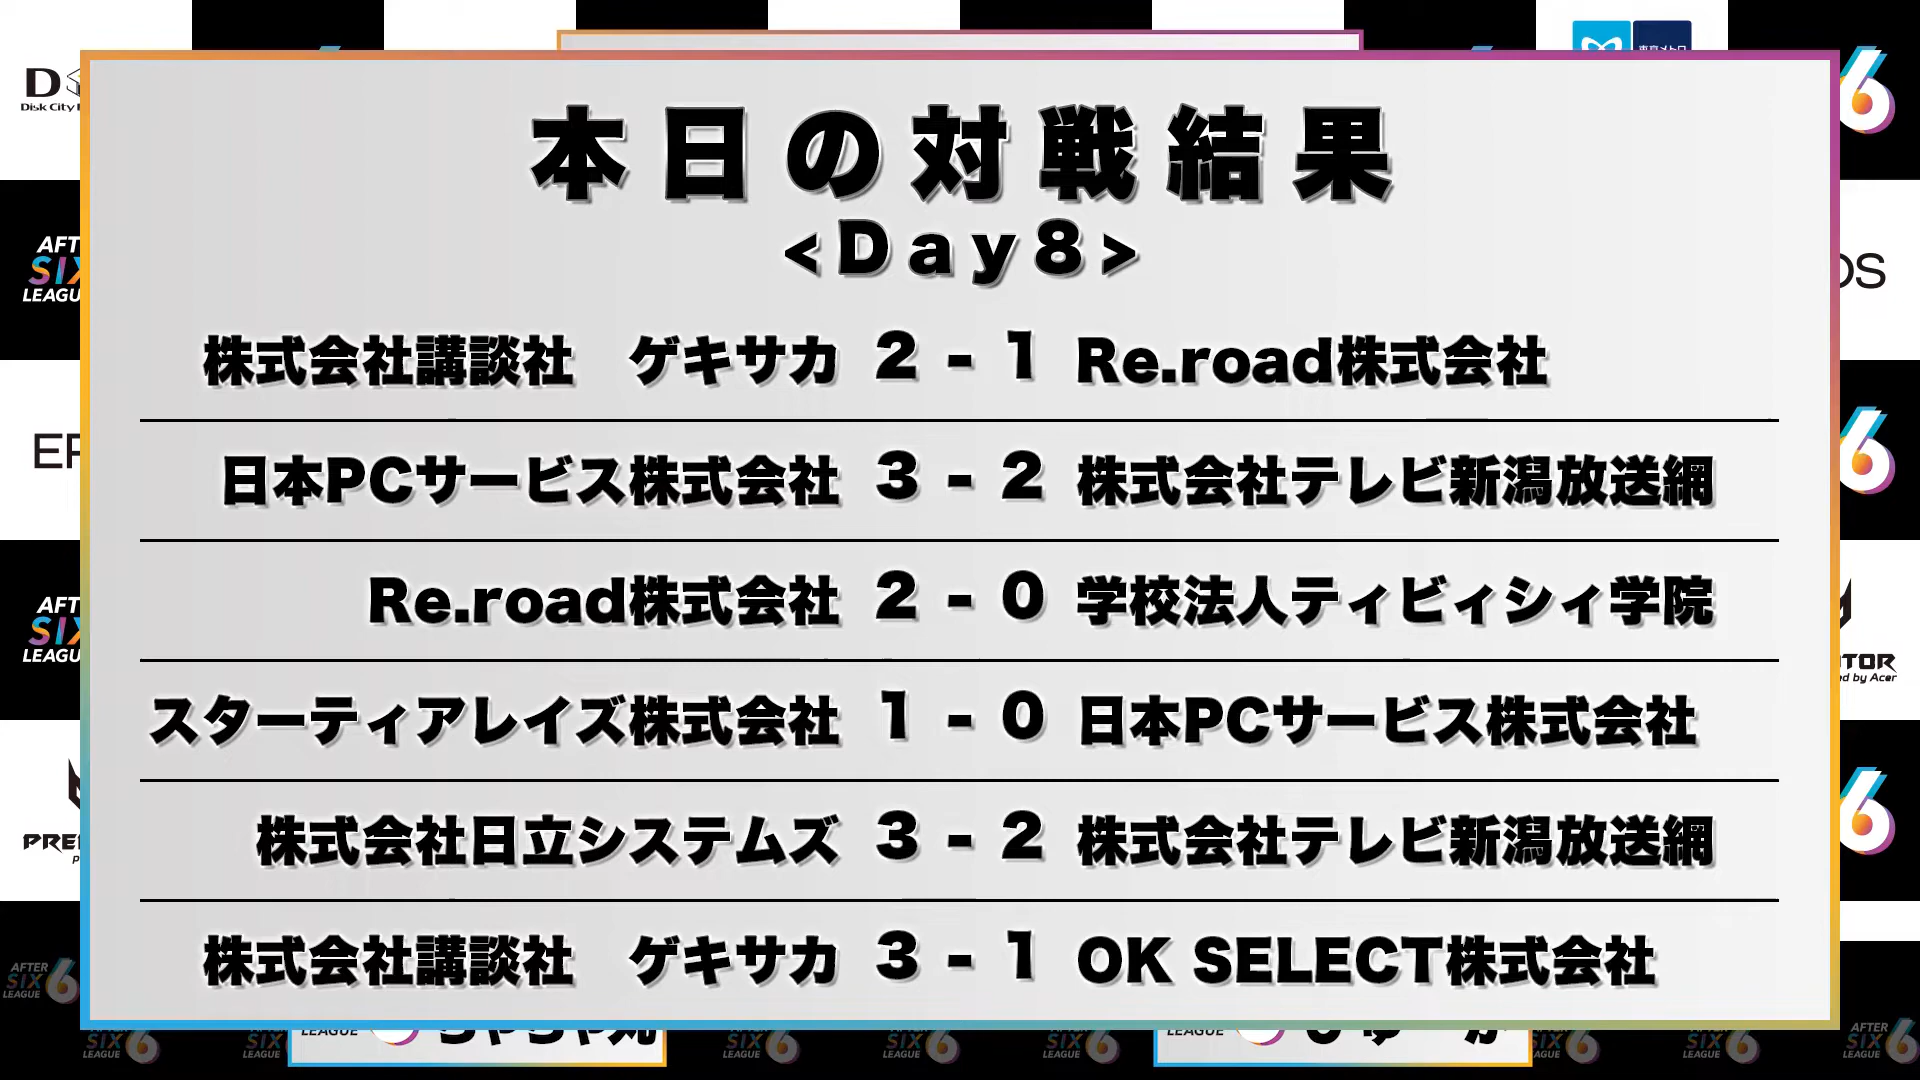 本日の対戦結果
<Day8>
株式会社講談社　ゲキサカ 2 - 1 Re.road株式会社
日本PCサービス株式会社 3 - 2 株式会社テレビ新潟放送網
Re.road株式会社 2 - 0 学校法人ティビィシィ学院
スターティアレイズ株式会社 1 - 0 日本PCサービス株式会社
株式会社日立システムズ 3 - 2 株式会社テレビ新潟放送網
株式会社講談社　ゲキサカ 3 - 1 OK SELECT株式会社
AFTER
SIX 6
LEAGUE